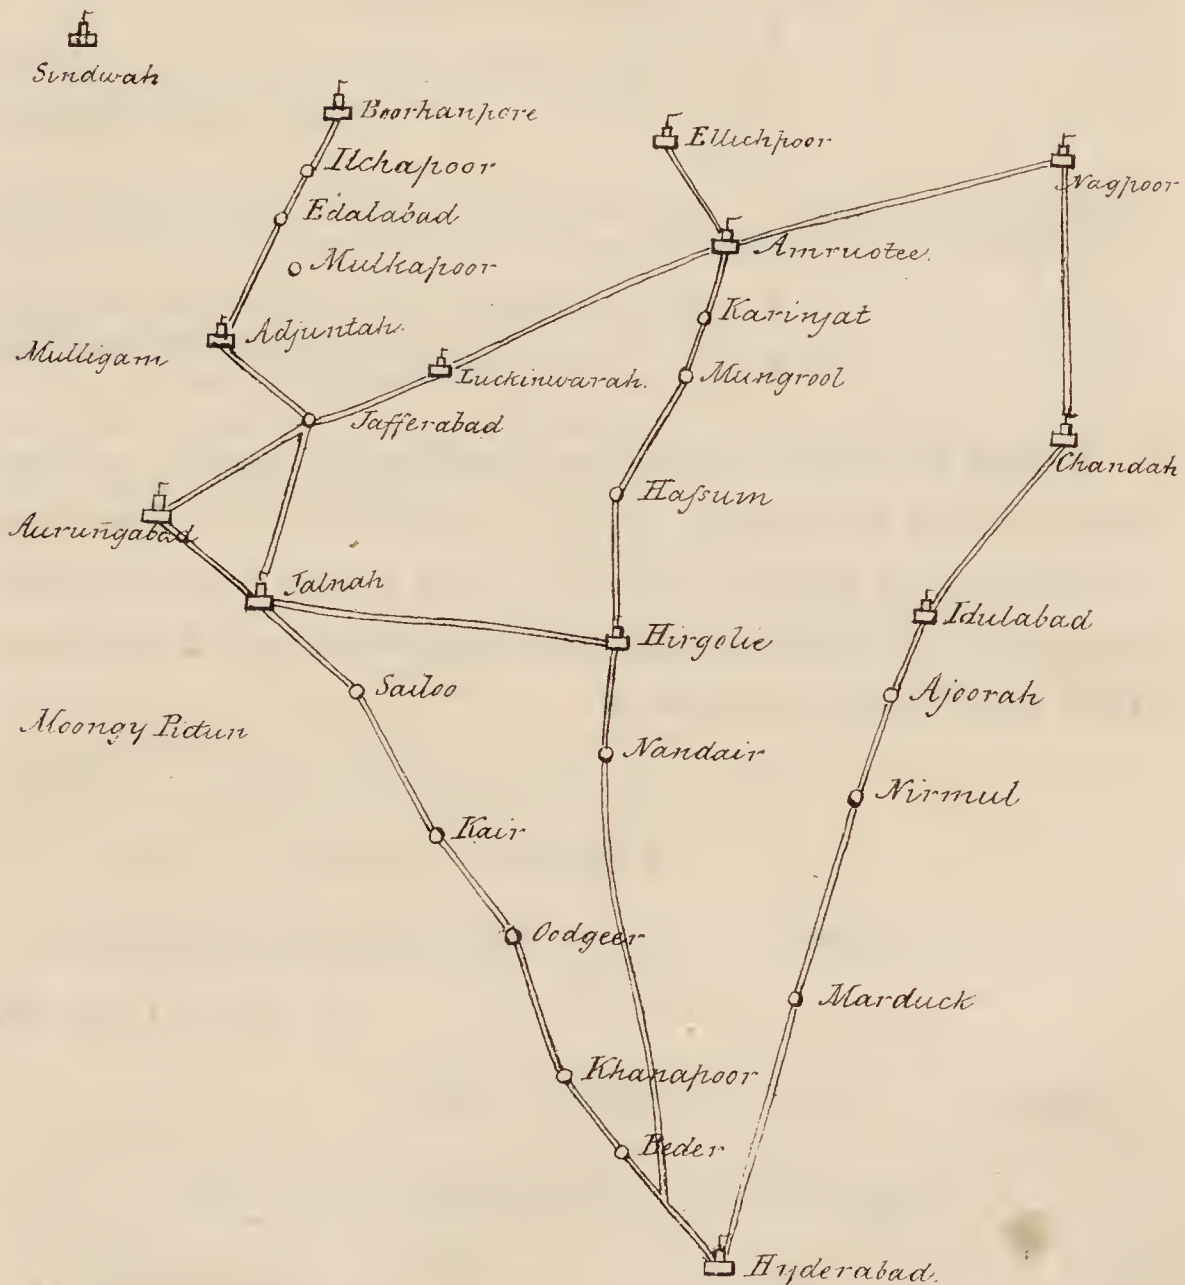 Sindwah
Boorhanpore
Ellichpoor
Ilchapoor
Nagpoor
Edalabad
Amruotee.
Mulkapoor
Karinjat
Adjuntah.
Mulligam
Luckinwarah.
Mungrool
Jafferabad
Chandah
Haſsum
Aurungabad
Jalnah
Idulabad
Hirgolie
Sailoo
Ajoorah
Moongy Pictun
Nandair
Nirmul
Kair
Oodgeer
Marduck
Khanapoor
Beder
Hyderabad.